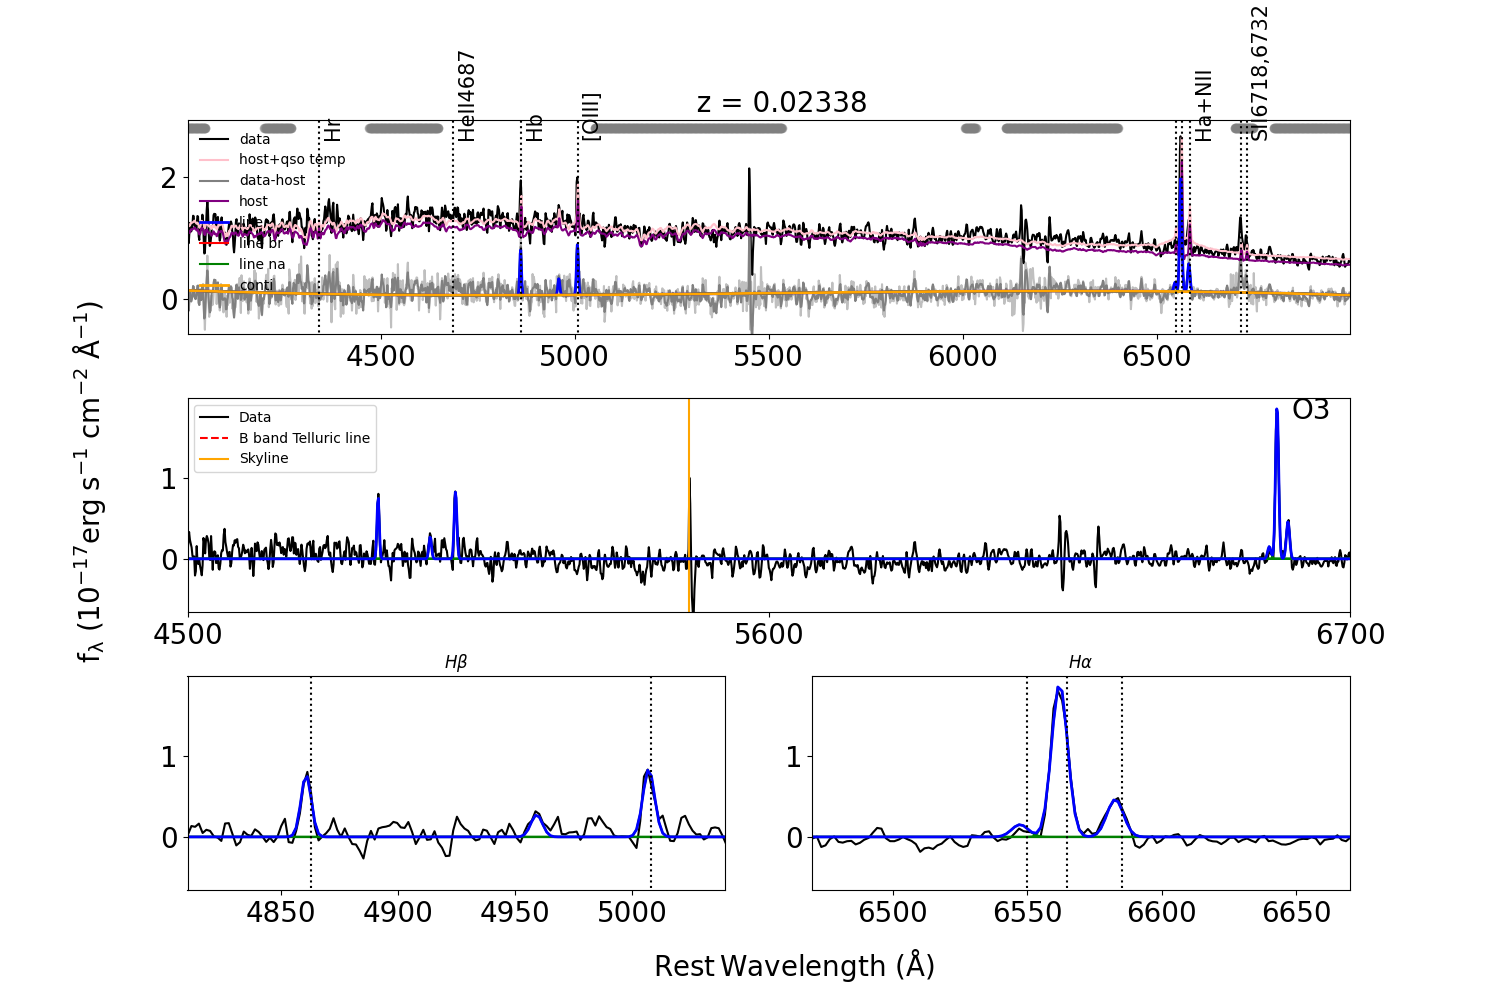 z = 0.02338
Hr
HeII4687
Hb
[OIII]
Ha+NII
SII6718,6732
data
host+qso temp
data-host
host
line
line br
line na
conti
2
0
4500 5000 5500 6000 6500
Data
B band Telluric line
Skyline
O3
1
0
4500 5600 6700
fλ (10⁻¹⁷erg s⁻¹ cm⁻² Å⁻¹)
Hβ
1
0
4850 4900 4950 5000
Hα
1
0
6500 6550 6600 6650
Rest Wavelength (Å)